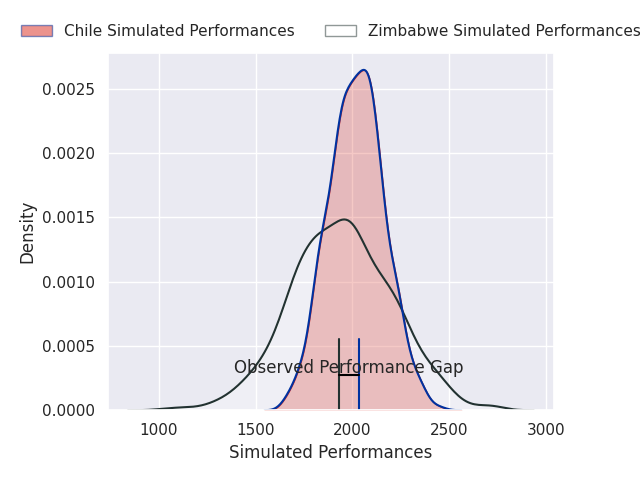 Chile Simulated Performances
Zimbabwe Simulated Performances
0.0025
0.0020
0.0015
0.0010
0.0005
0.0000
Density
Observed Performance Gap
1000
1500
2000
2500
3000
Simulated Performances